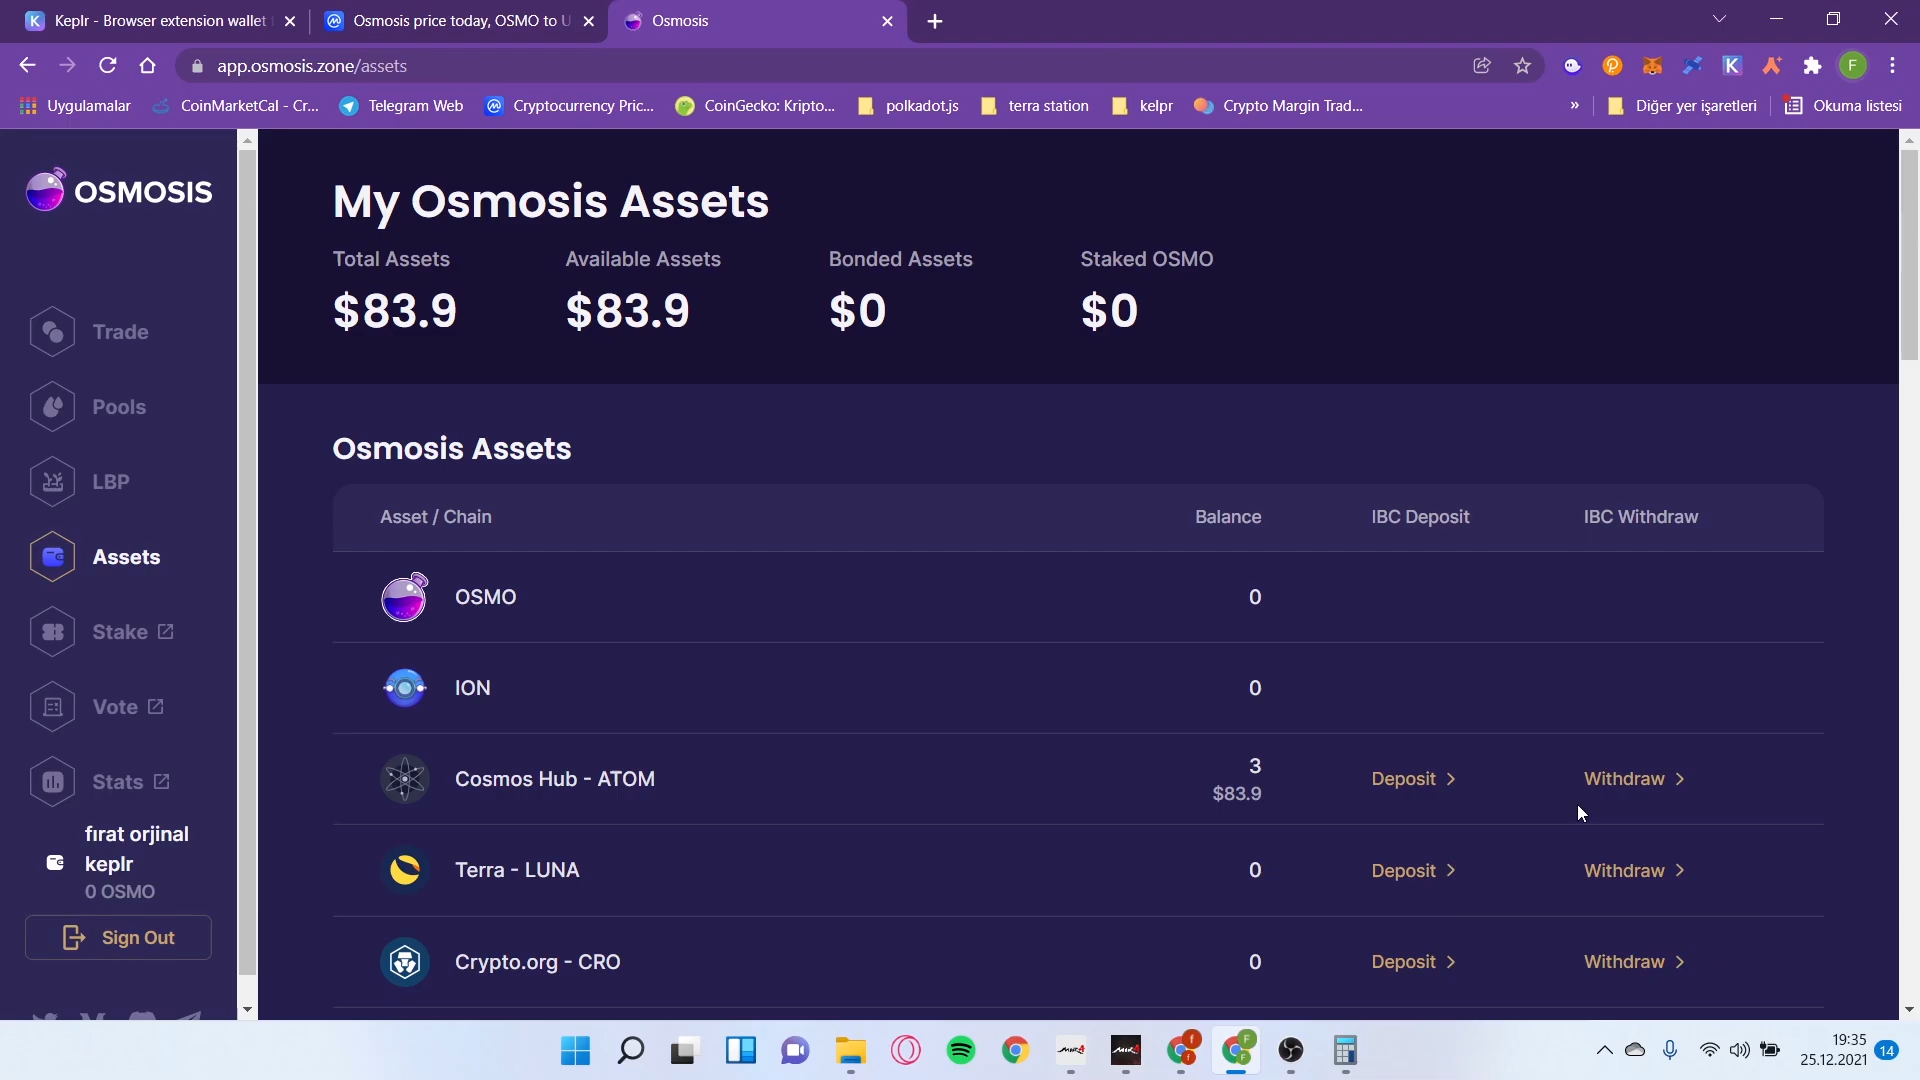 Keplr - Browser extension wallet
Osmosis price today, OSMO to U
Osmosis
app.osmosis.zone/assets
F
Uygulamalar
CoinMarketCal - Cr...
Telegram Web
Cryptocurrency Pric...
CoinGecko: Kripto...
polkadot.js
terra station
kelpr
Crypto Margin Trad...
»
Diğer yer işaretleri
Okuma listesi
OSMOSIS
Trade
Pools
LBP
Assets
Stake
Vote
Stats
fırat orjinal
keplr
0 OSMO
Sign Out
My Osmosis Assets
Total Assets
Available Assets
Bonded Assets
Staked OSMO
$83.9
$83.9
$0
$0
Osmosis Assets
Asset / Chain
Balance
IBC Deposit
IBC Withdraw
OSMO
0
ION
0
Cosmos Hub - ATOM
3
$83.9
Deposit >
Withdraw >
Terra - LUNA
0
Deposit >
Withdraw >
Crypto.org - CRO
0
Deposit >
Withdraw >
19:35
25.12.2021
14